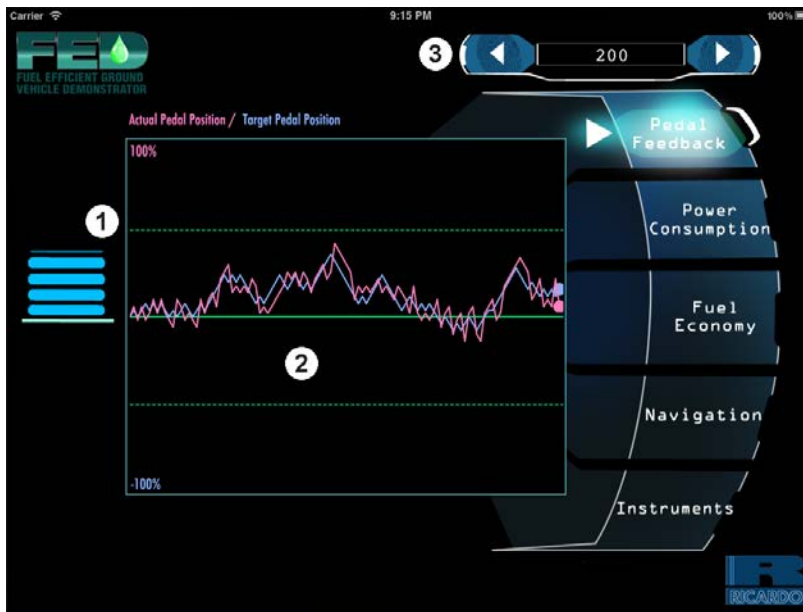 Carrier 9:15 PM 100%
FED
FUEL EFFICIENT GROUND
VEHICLE DEMONSTRATOR
3
200
Actual Pedal Position / Target Pedal Position
100%
Pedal
Feedback
1
Power
Consumption
Fuel
Economy
2
Navigation
-100%
Instruments
R
RICARDO